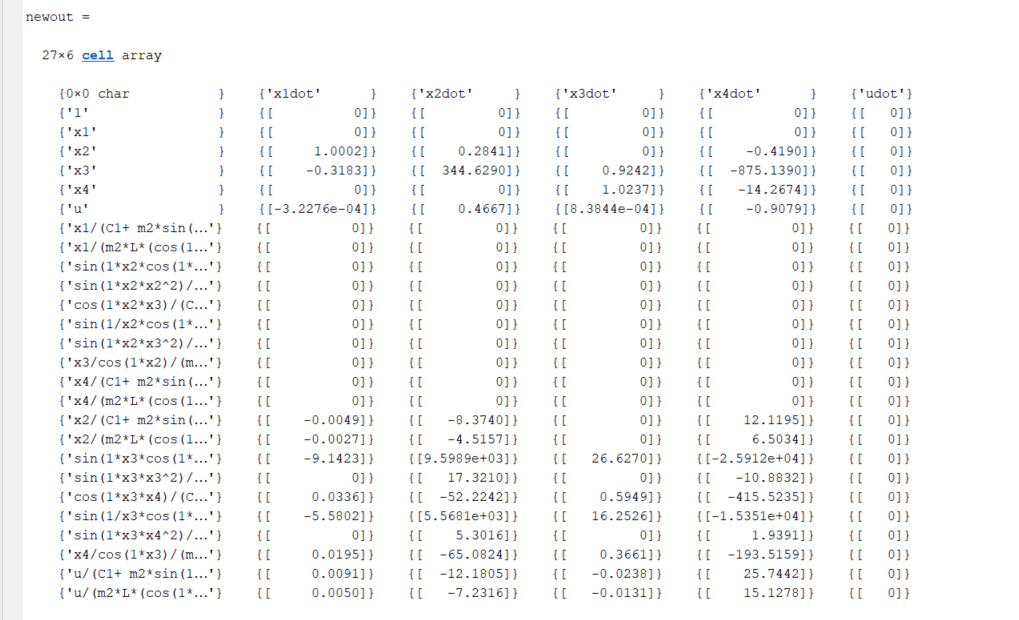 newout =
27×6 cell array
{0×0 char } {'x1dot' } {'x2dot' } {'x3dot' } {'x4dot' } {'udot'}
{'1' } {[ 0]} {[ 0]} {[ 0]} {[ 0]} {[ 0]}
{'x1' } {[ 0]} {[ 0]} {[ 0]} {[ 0]} {[ 0]}
{'x2' } {[ 1.0002]} {[ 0.2841]} {[ 0]} {[ -0.4190]} {[ 0]}
{'x3' } {[ -0.3183]} {[ 344.6290]} {[ 0.9242]} {[ -875.1390]} {[ 0]}
{'x4' } {[ 0]} {[ 0]} {[ 1.0237]} {[ -14.2674]} {[ 0]}
{'u' } {[-3.2276e-04]} {[ 0.4667]} {[8.3844e-04]} {[ -0.9079]} {[ 0]}
{'x1/(C1+ m2*sin(...'} {[ 0]} {[ 0]} {[ 0]} {[ 0]} {[ 0]}
{'x1/(m2*L*(cos(1...'} {[ 0]} {[ 0]} {[ 0]} {[ 0]} {[ 0]}
{'sin(1*x2*cos(1*...'} {[ 0]} {[ 0]} {[ 0]} {[ 0]} {[ 0]}
{'sin(1*x2*x2^2)/...'} {[ 0]} {[ 0]} {[ 0]} {[ 0]} {[ 0]}
{'cos(1*x2*x3)/(C...'} {[ 0]} {[ 0]} {[ 0]} {[ 0]} {[ 0]}
{'sin(1/x2*cos(1*...'} {[ 0]} {[ 0]} {[ 0]} {[ 0]} {[ 0]}
{'sin(1*x2*x3^2)/...'} {[ 0]} {[ 0]} {[ 0]} {[ 0]} {[ 0]}
{'x3/cos(1*x2)/(m...'} {[ 0]} {[ 0]} {[ 0]} {[ 0]} {[ 0]}
{'x4/(C1+ m2*sin(...'} {[ 0]} {[ 0]} {[ 0]} {[ 0]} {[ 0]}
{'x4/(m2*L*(cos(1...'} {[ 0]} {[ 0]} {[ 0]} {[ 0]} {[ 0]}
{'x2/(C1+ m2*sin(...'} {[ -0.0049]} {[ -8.3740]} {[ 0]} {[ 12.1195]} {[ 0]}
{'x2/(m2*L*(cos(1...'} {[ -0.0027]} {[ -4.5157]} {[ 0]} {[ 6.5034]} {[ 0]}
{'sin(1*x3*cos(1*...'} {[ -9.1423]} {[9.5989e+03]} {[ 26.6270]} {[-2.5912e+04]} {[ 0]}
{'sin(1*x3*x3^2)/...'} {[ 0]} {[ 17.3210]} {[ 0]} {[ -10.8832]} {[ 0]}
{'cos(1*x3*x4)/(C...'} {[ 0.0336]} {[ -52.2242]} {[ 0.5949]} {[ -415.5235]} {[ 0]}
{'sin(1/x3*cos(1*...'} {[ -5.5802]} {[5.5681e+03]} {[ 16.2526]} {[-1.5351e+04]} {[ 0]}
{'sin(1*x3*x4^2)/...'} {[ 0]} {[ 5.3016]} {[ 0]} {[ 1.9391]} {[ 0]}
{'x4/cos(1*x3)/(m...'} {[ 0.0195]} {[ -65.0824]} {[ 0.3661]} {[ -193.5159]} {[ 0]}
{'u/(C1+ m2*sin(1...'} {[ 0.0091]} {[ -12.1805]} {[ -0.0238]} {[ 25.7442]} {[ 0]}
{'u/(m2*L*(cos(1*...'} {[ 0.0050]} {[ -7.2316]} {[ -0.0131]} {[ 15.1278]} {[ 0]}